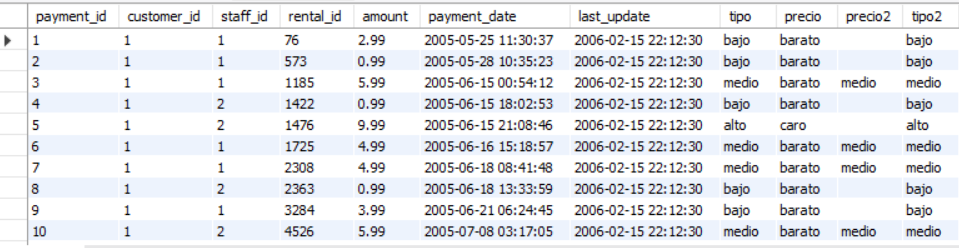 payment_id customer_id staff_id rental_id amount payment_date last_update tipo precio precio2 tipo2
1 1 1 76 2.99 2005-05-25 11:30:37 2006-02-15 22:12:30 bajo barato bajo
2 1 1 573 0.99 2005-05-28 10:35:23 2006-02-15 22:12:30 bajo barato bajo
3 1 1 1185 5.99 2005-06-15 00:54:12 2006-02-15 22:12:30 medio barato medio medio
4 1 2 1422 0.99 2005-06-15 18:02:53 2006-02-15 22:12:30 bajo barato bajo
5 1 2 1476 9.99 2005-06-15 21:08:46 2006-02-15 22:12:30 alto caro alto
6 1 1 1725 4.99 2005-06-16 15:18:57 2006-02-15 22:12:30 medio barato medio medio
7 1 1 2308 4.99 2005-06-18 08:41:48 2006-02-15 22:12:30 medio barato medio medio
8 1 2 2363 0.99 2005-06-18 13:33:59 2006-02-15 22:12:30 bajo barato bajo
9 1 1 3284 3.99 2005-06-21 06:24:45 2006-02-15 22:12:30 bajo barato bajo
10 1 2 4526 5.99 2005-07-08 03:17:05 2006-02-15 22:12:30 medio barato medio medio